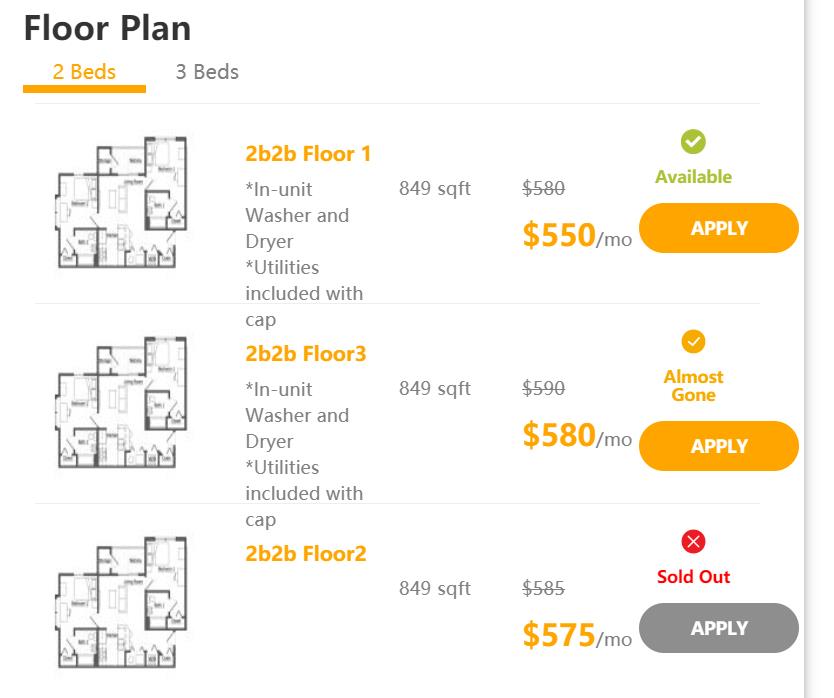 Floor Plan
2 Beds
3 Beds
2b2b Floor 1
*In-unit
Washer and
Dryer
*Utilities
included with
cap
849 sqft
$580
$550/mo
Available
APPLY
2b2b Floor3
*In-unit
Washer and
Dryer
*Utilities
included with
cap
849 sqft
$590
$580/mo
Almost
Gone
APPLY
2b2b Floor2
849 sqft
$585
$575/mo
Sold Out
APPLY